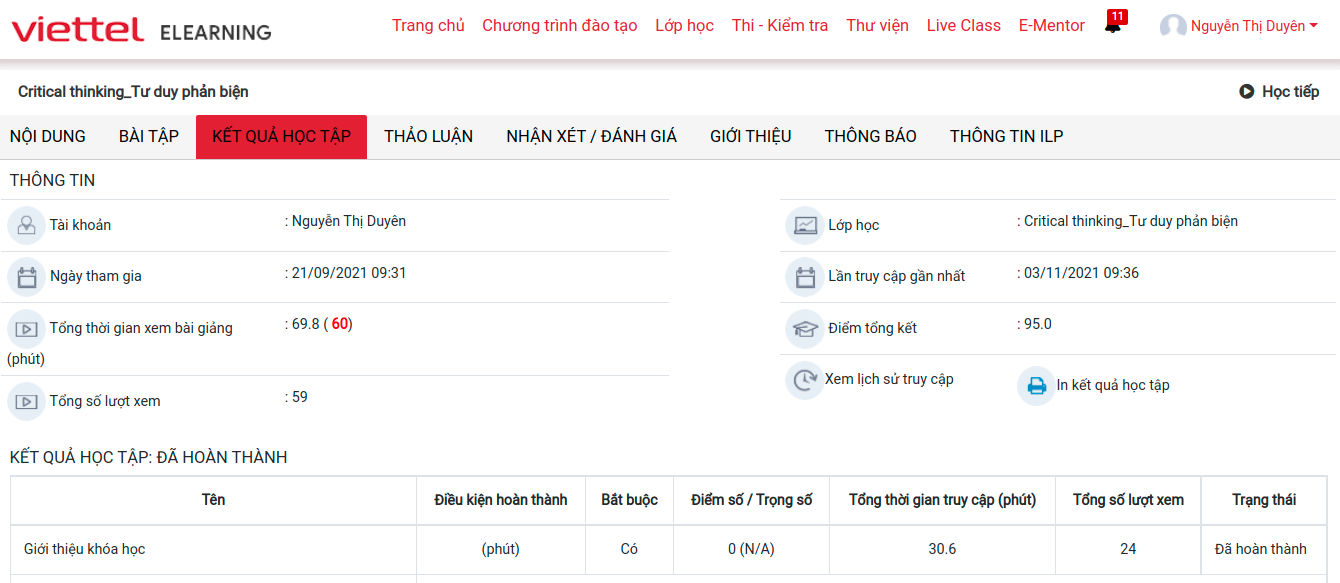 viettel ELEARNING
Trang chủ Chương trình đào tạo Lớp học Thi - Kiểm tra Thư viện Live Class E-Mentor 11 Nguyễn Thị Duyên
Critical thinking_Tư duy phản biện Học tiếp
NỘI DUNG BÀI TẬP KẾT QUẢ HỌC TẬP THẢO LUẬN NHẬN XÉT / ĐÁNH GIÁ GIỚI THIỆU THÔNG BÁO THÔNG TIN ILP
THÔNG TIN
Tài khoản : Nguyễn Thị Duyên
Lớp học : Critical thinking_Tư duy phản biện
Ngày tham gia : 21/09/2021 09:31
Lần truy cập gần nhất : 03/11/2021 09:36
Tổng thời gian xem bài giảng : 69.8 ( 60)
(phút)
Điểm tổng kết : 95.0
Tổng số lượt xem : 59
Xem lịch sử truy cập In kết quả học tập
KẾT QUẢ HỌC TẬP: ĐÃ HOÀN THÀNH
Tên Điều kiện hoàn thành Bắt buộc Điểm số / Trọng số Tổng thời gian truy cập (phút) Tổng số lượt xem Trạng thái
Giới thiệu khóa học (phút) Có 0 (N/A) 30.6 24 Đã hoàn thành